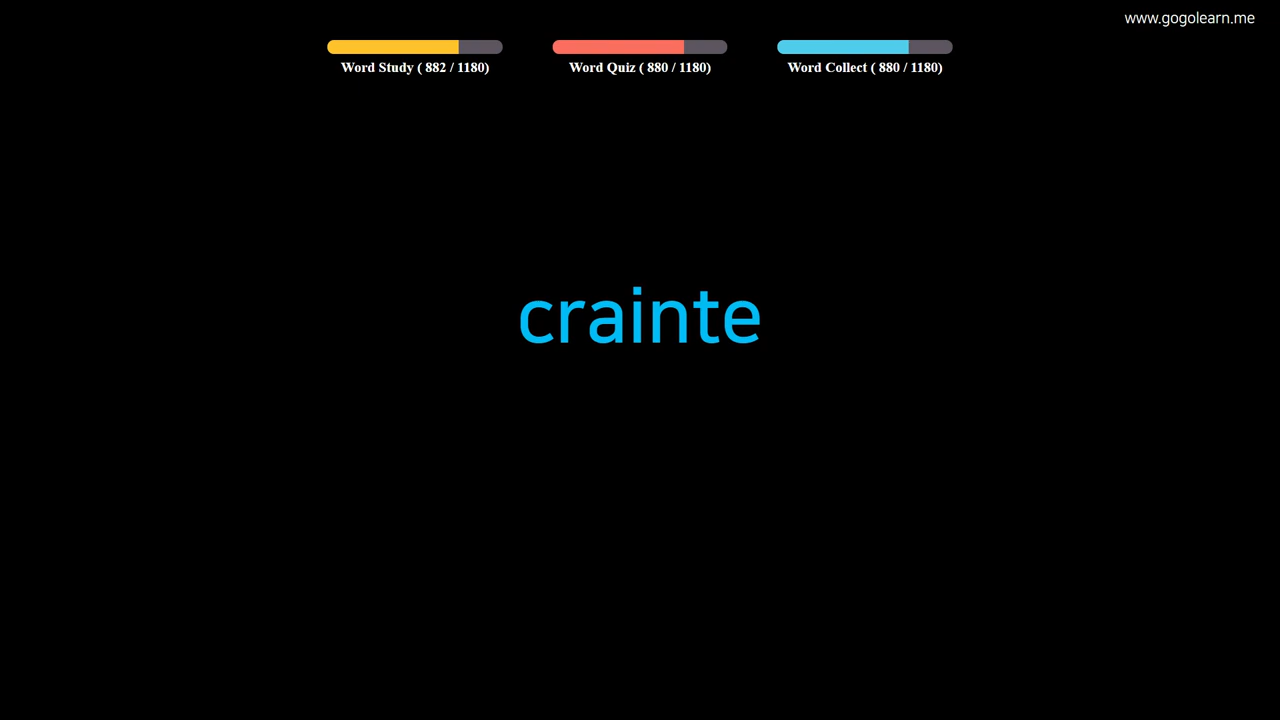 www.gogolearn.me
Word Study ( 882 / 1180)
Word Quiz ( 880 / 1180)
Word Collect ( 880 / 1180)
crainte